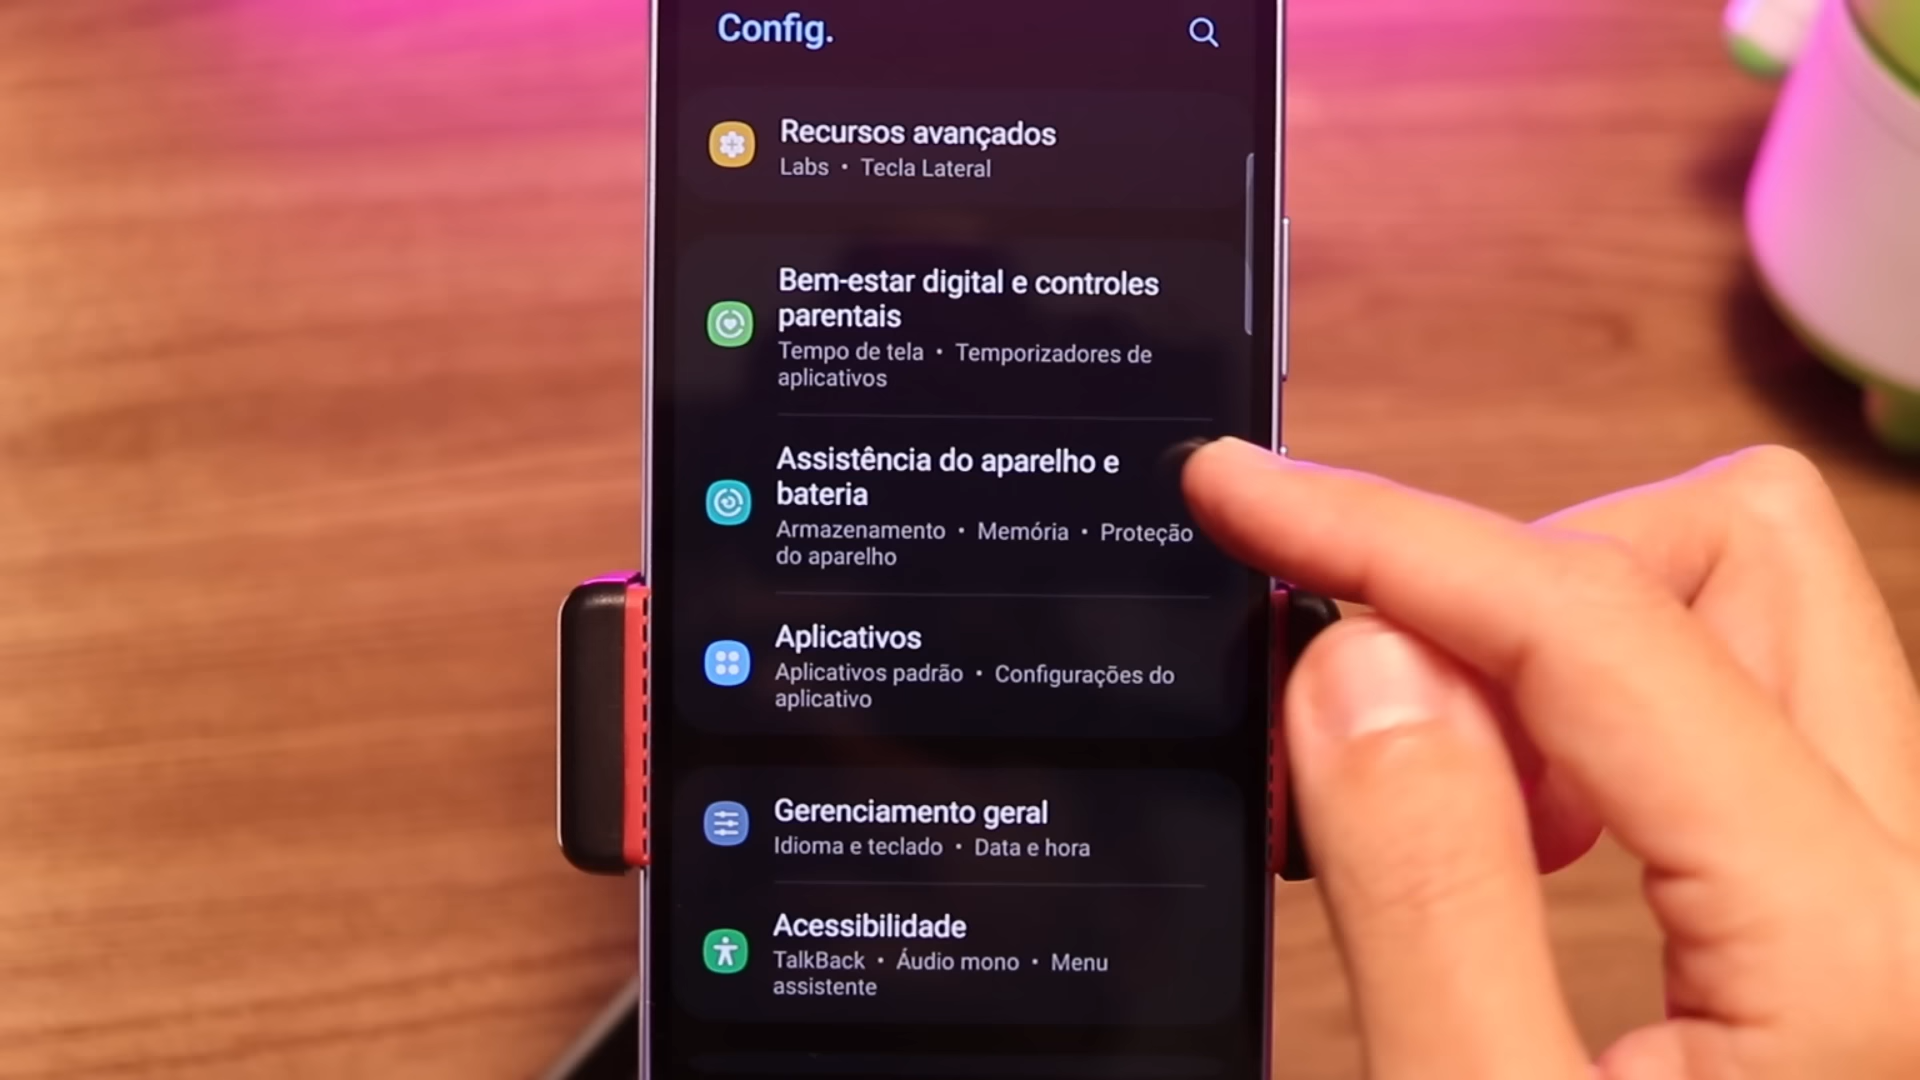 Config.
Recursos avançados
Labs • Tecla Lateral
Bem-estar digital e controles
parentais
Tempo de tela • Temporizadores de
aplicativos
Assistência do aparelho e
bateria
Armazenamento • Memória • Proteção
do aparelho
Aplicativos
Aplicativos padrão • Configurações do
aplicativo
Gerenciamento geral
Idioma e teclado • Data e hora
Acessibilidade
TalkBack • Áudio mono • Menu
assistente